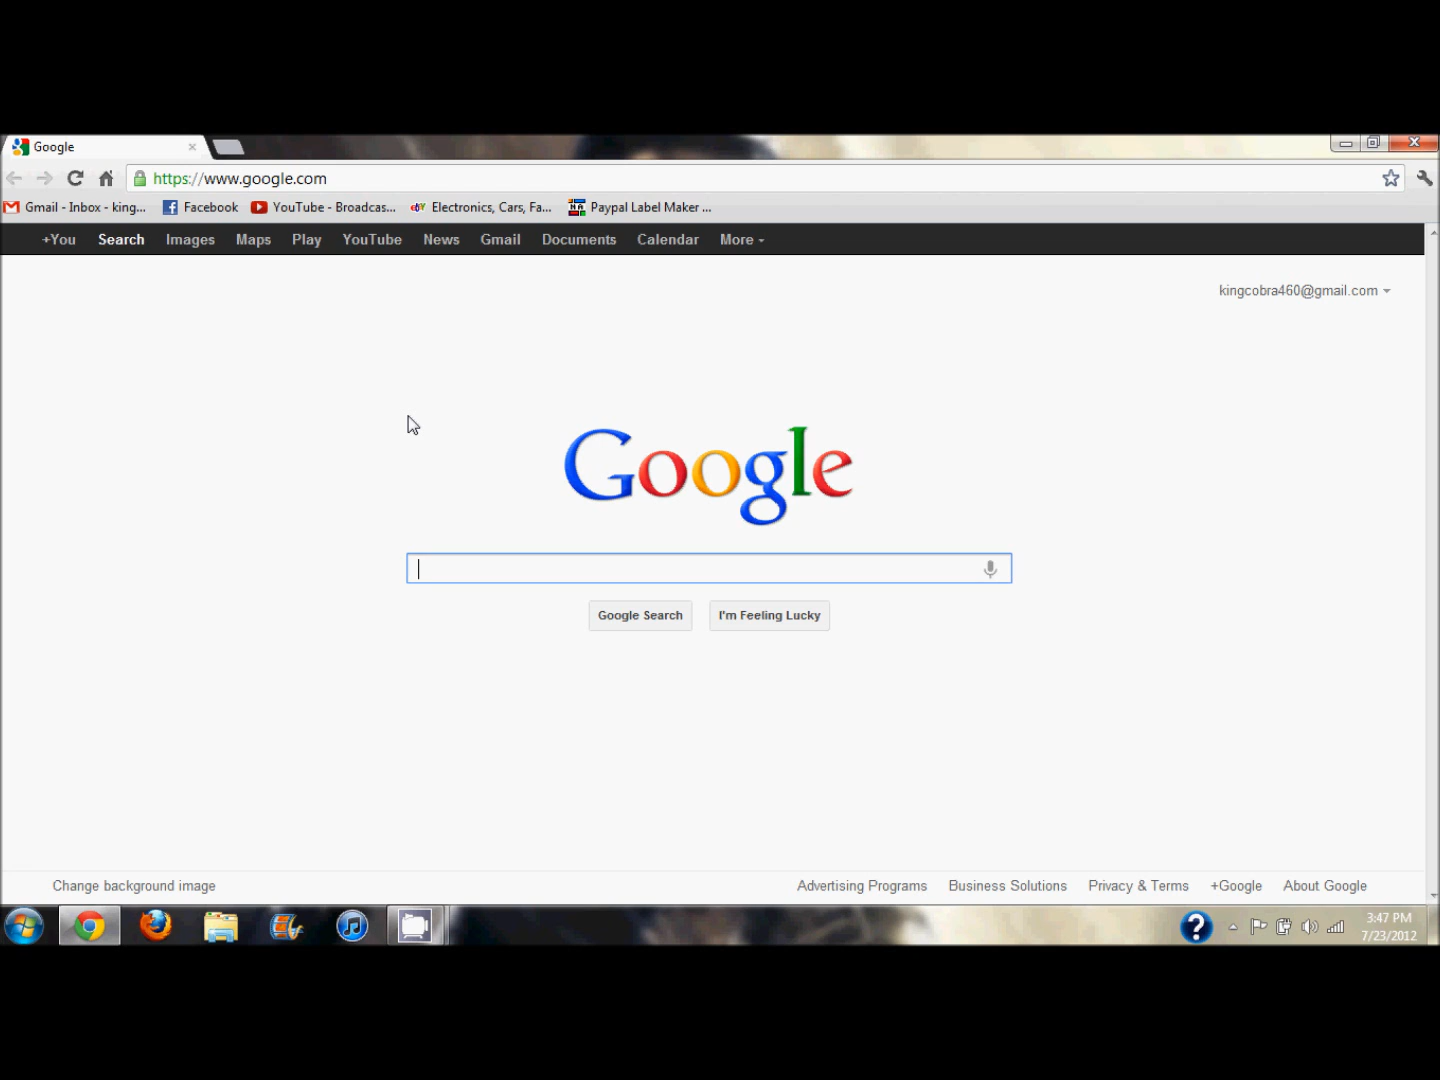 Google
https://www.google.com
Gmail - Inbox - king... Facebook YouTube - Broadcas... Electronics, Cars, Fa... Paypal Label Maker ...
+You Search Images Maps Play YouTube News Gmail Documents Calendar More
kingcobra460@gmail.com
Google
Google Search I'm Feeling Lucky
Change background image Advertising Programs Business Solutions Privacy & Terms +Google About Google
3:47 PM
7/23/2012